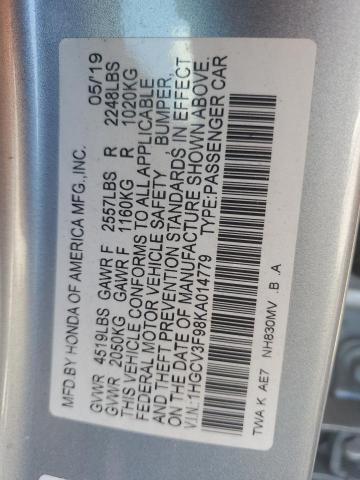 MFD.BY HONDA OF AMERICA MFG.,INC. 05/19
GVWR 4519LBS GAWR F 2557LBS R 2248LBS
GVWR 2050KG GAWR F 1160KG R 1020KG
THIS VEHICLE CONFORMS TO ALL APPLICABLE
FEDERAL MOTOR VEHICLE SAFETY, BUMPER,
AND THEFT PREVENTION STANDARDS IN EFFECT
ON THE DATE OF MANUFACTURE SHOWN ABOVE.
V.I.N.:1HGCV3F98KA014779 TYPE:PASSENGER CAR
TWA K AE7 NH830MV .B .A